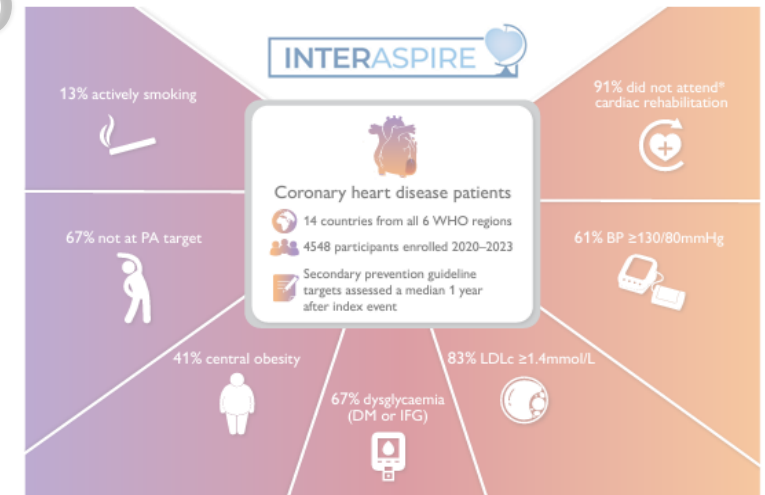 INTERASPIRE
13% actively smoking
91% did not attend*
cardiac rehabilitation
Coronary heart disease patients
14 countries from all 6 WHO regions
4548 participants enrolled 2020–2023
Secondary prevention guideline
targets assessed a median 1 year
after index event
67% not at PA target
61% BP ≥130/80mmHg
41% central obesity
83% LDLc ≥1.4mmol/L
67% dysglycaemia
(DM or IFG)